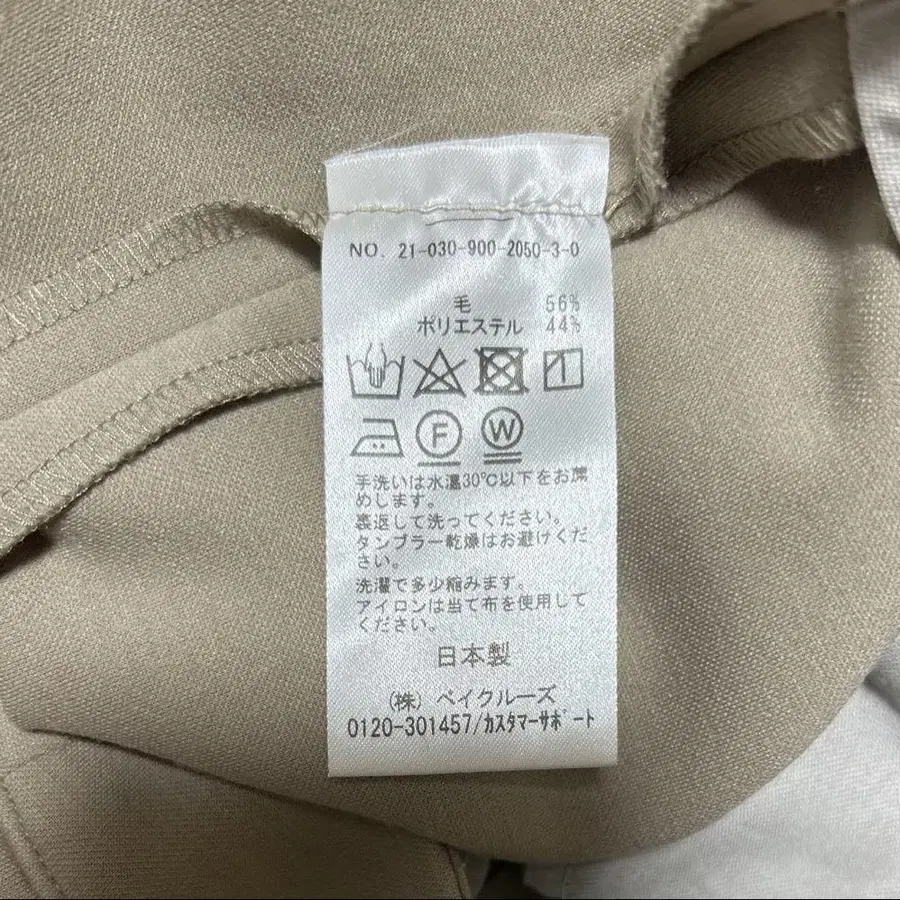 NO. 21-030-900-2050-3-0
毛 56%
ポリエステル 44%
F W
手洗いは水温30℃以下をお薦
めします。
裏返して洗ってください。
タンブラー乾燥はお避けくだ
さい。
洗濯で多少縮みます。
アイロンは当て布を使用して
ください。
日本製
(株) ベイクルーズ
0120-301457/ｶｽﾀﾏｰｻﾎﾟｰﾄ